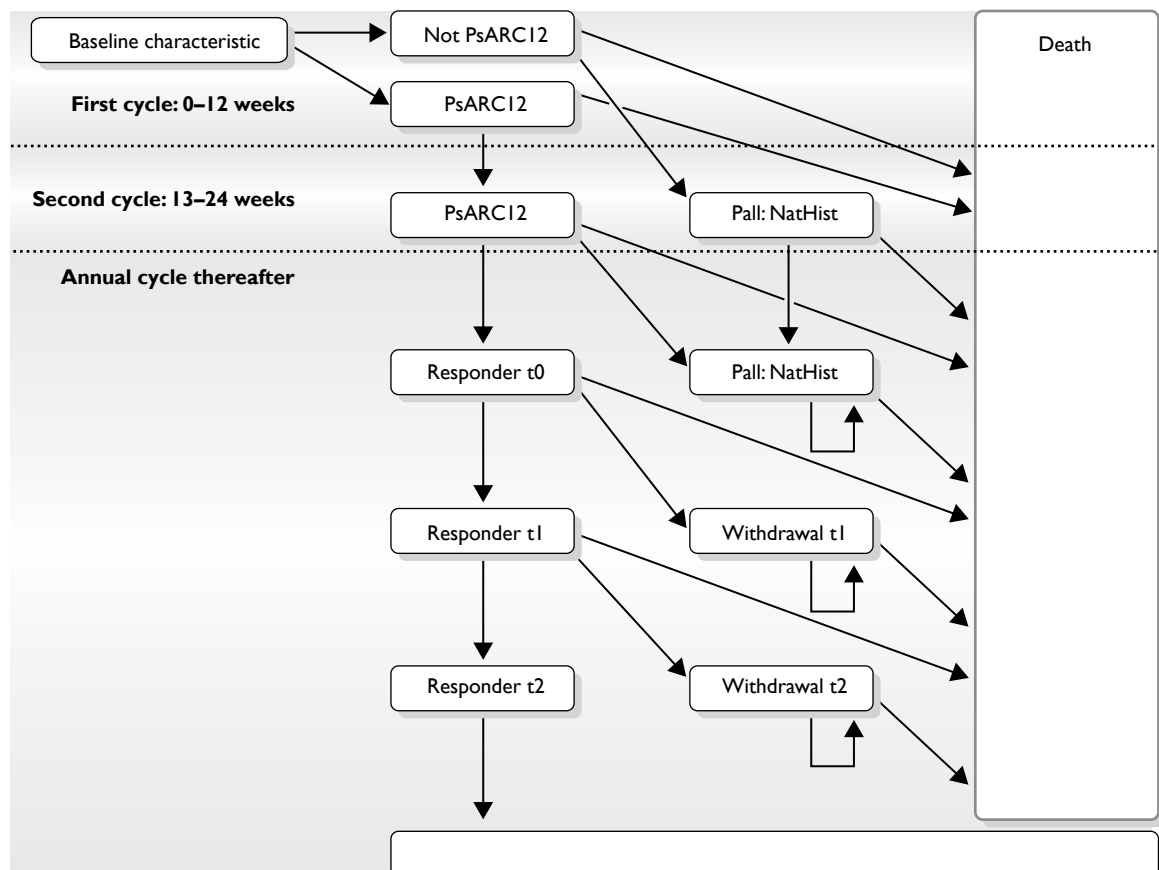 Baseline characteristic
Not PsARC12
Death
First cycle: 0–12 weeks
PsARC12
Second cycle: 13–24 weeks
PsARC12
Pall: NatHist
Annual cycle thereafter
Responder t0
Pall: NatHist
Responder t1
Withdrawal t1
Responder t2
Withdrawal t2